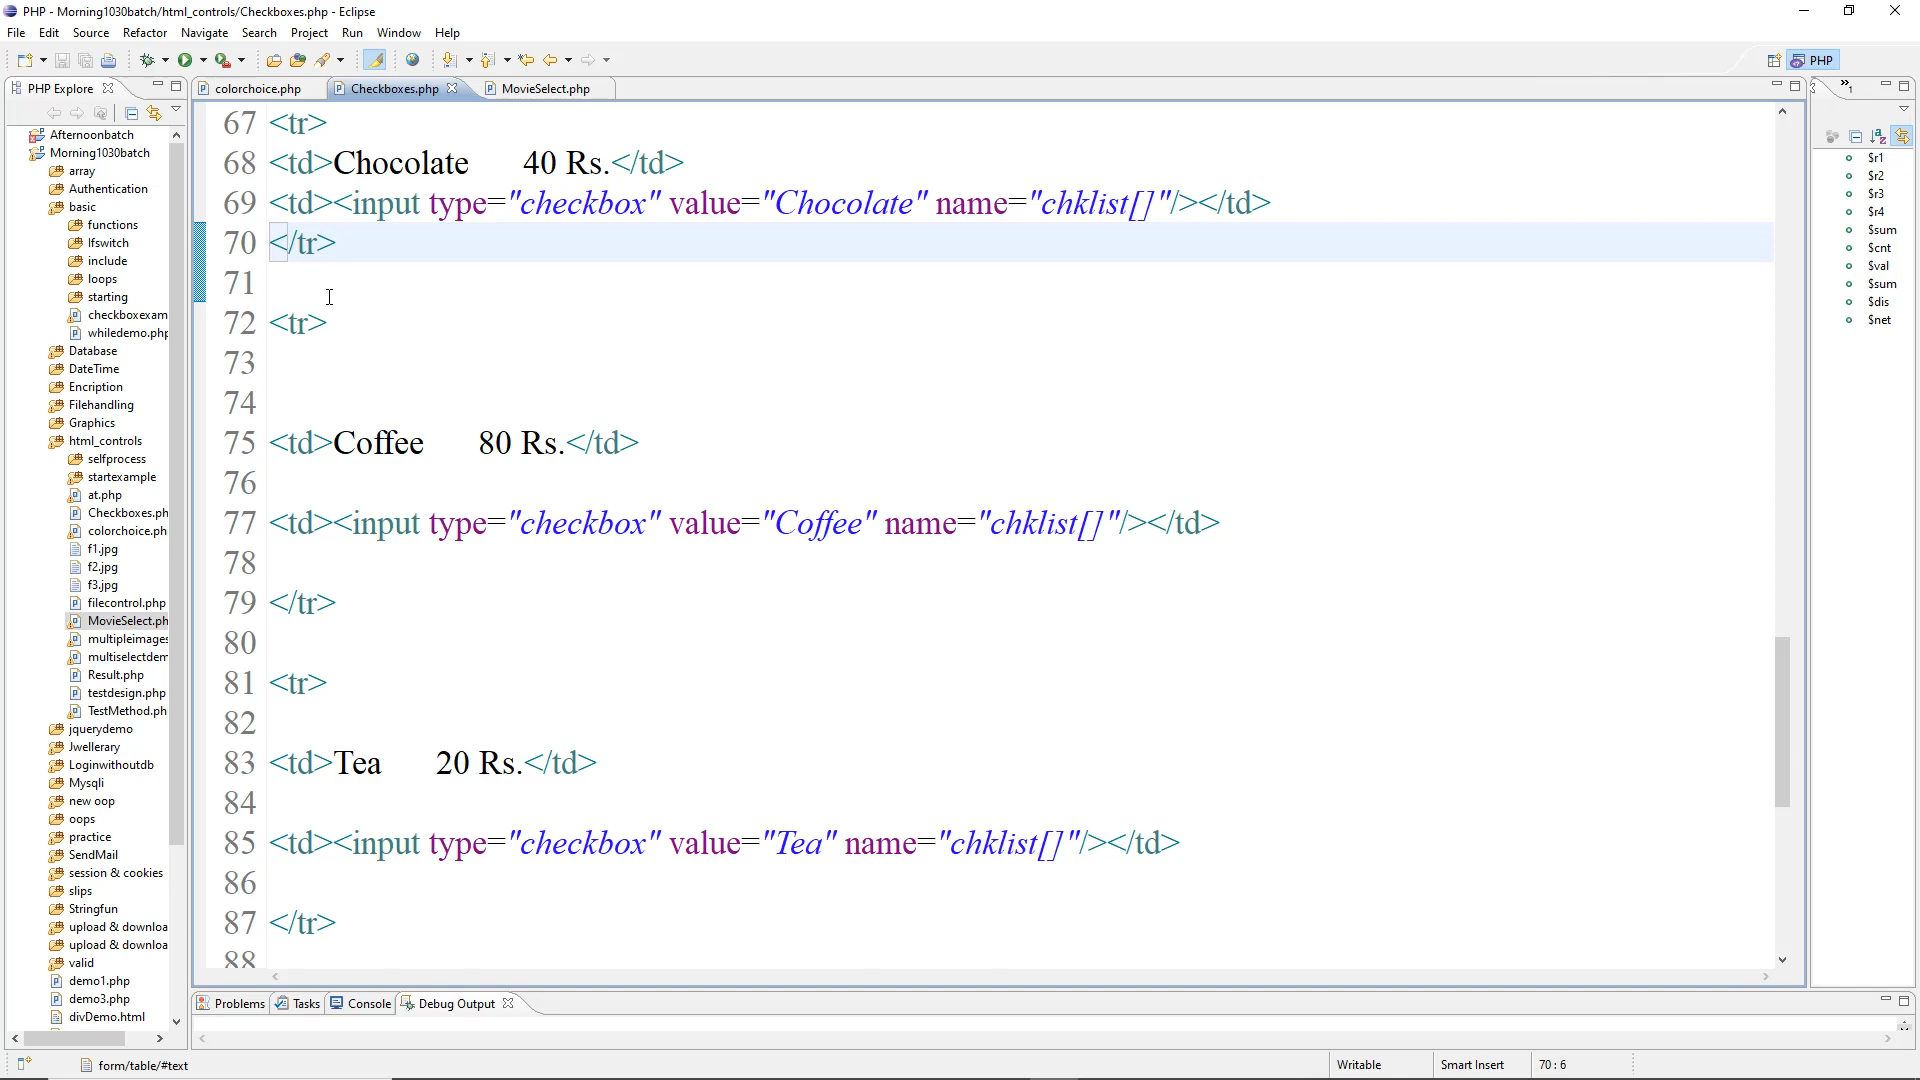 PHP - Morning1030batch/html_controls/Checkboxes.php - Eclipse
File Edit Source Refactor Navigate Search Project Run Window Help
PHP
PHP Explore
colorchoice.php Checkboxes.php MovieSelect.php
1
Afternoonbatch
Morning1030batch
array
Authentication
basic
functions
Ifswitch
include
loops
starting
checkboxexam
whiledemo.php
Database
DateTime
Encription
Filehandling
Graphics
html_controls
selfprocess
startexample
at.php
Checkboxes.ph
colorchoice.ph
f1.jpg
f2.jpg
f3.jpg
filecontrol.php
MovieSelect.ph
multipleimages
multiselectdem
Result.php
testdesign.php
TestMethod.ph
jquerydemo
Jwellerary
Loginwithoutdb
Mysqli
new oop
oops
practice
SendMail
session & cookies
slips
Stringfun
upload & downloa
upload & downloa
valid
demo1.php
demo3.php
divDemo.html
67 <tr>
68 <td>Chocolate 40 Rs.</td>
69 <td><input type="checkbox" value="Chocolate" name="chklist[]"/></td>
70 </tr>
71
72 <tr>
73
74
75 <td>Coffee 80 Rs.</td>
76
77 <td><input type="checkbox" value="Coffee" name="chklist[]"/></td>
78
79 </tr>
80
81 <tr>
82
83 <td>Tea 20 Rs.</td>
84
85 <td><input type="checkbox" value="Tea" name="chklist[]"/></td>
86
87 </tr>
88
$r1
$r2
$r3
$r4
$sum
$cnt
$val
$sum
$dis
$net
Problems Tasks Console Debug Output
form/table/#text
Writable Smart Insert 70 : 6